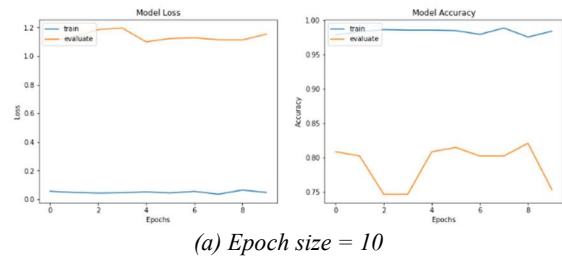 Model Loss
train
evaluate
1.2
1.0
0.8
0.6
0.4
0.2
0.0
Loss
0 2 4 6 8
Epochs
Model Accuracy
train
evaluate
1.00
0.95
0.90
0.85
0.80
0.75
Accuracy
0 2 4 6 8
Epochs
(a) Epoch size = 10